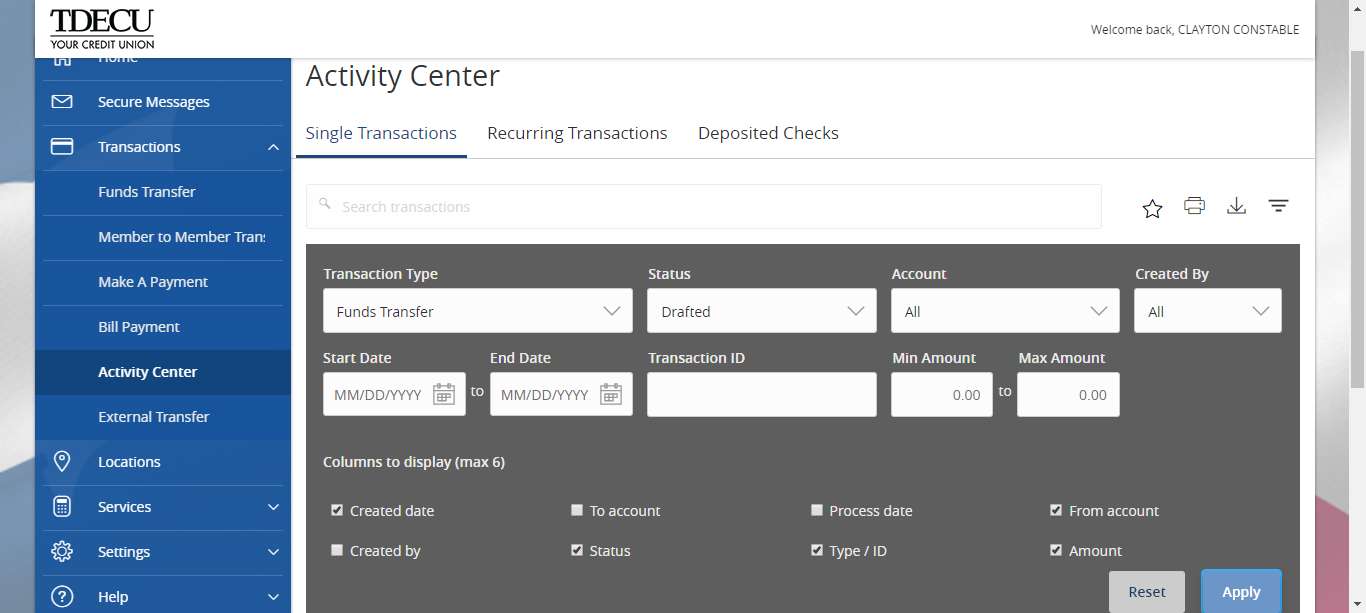 TDECU
YOUR CREDIT UNION
Welcome back, CLAYTON CONSTABLE
Home
Secure Messages
Transactions
Funds Transfer
Member to Member Trans
Make A Payment
Bill Payment
Activity Center
External Transfer
Locations
Services
Settings
Help
Activity Center
Single Transactions Recurring Transactions Deposited Checks
Search transactions
Transaction Type Status Account Created By
Funds Transfer Drafted All All
Start Date End Date Transaction ID Min Amount Max Amount
MM/DD/YYYY to MM/DD/YYYY 0.00 to 0.00
Columns to display (max 6)
Created date To account Process date From account
Created by Status Type / ID Amount
Reset Apply